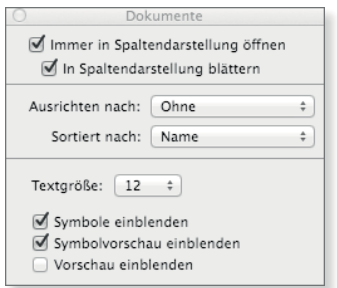 Dokumente
Immer in Spaltendarstellung öffnen
In Spaltendarstellung blättern
Ausrichten nach: Ohne
Sortiert nach: Name
Textgröße: 12
Symbole einblenden
Symbolvorschau einblenden
Vorschau einblenden